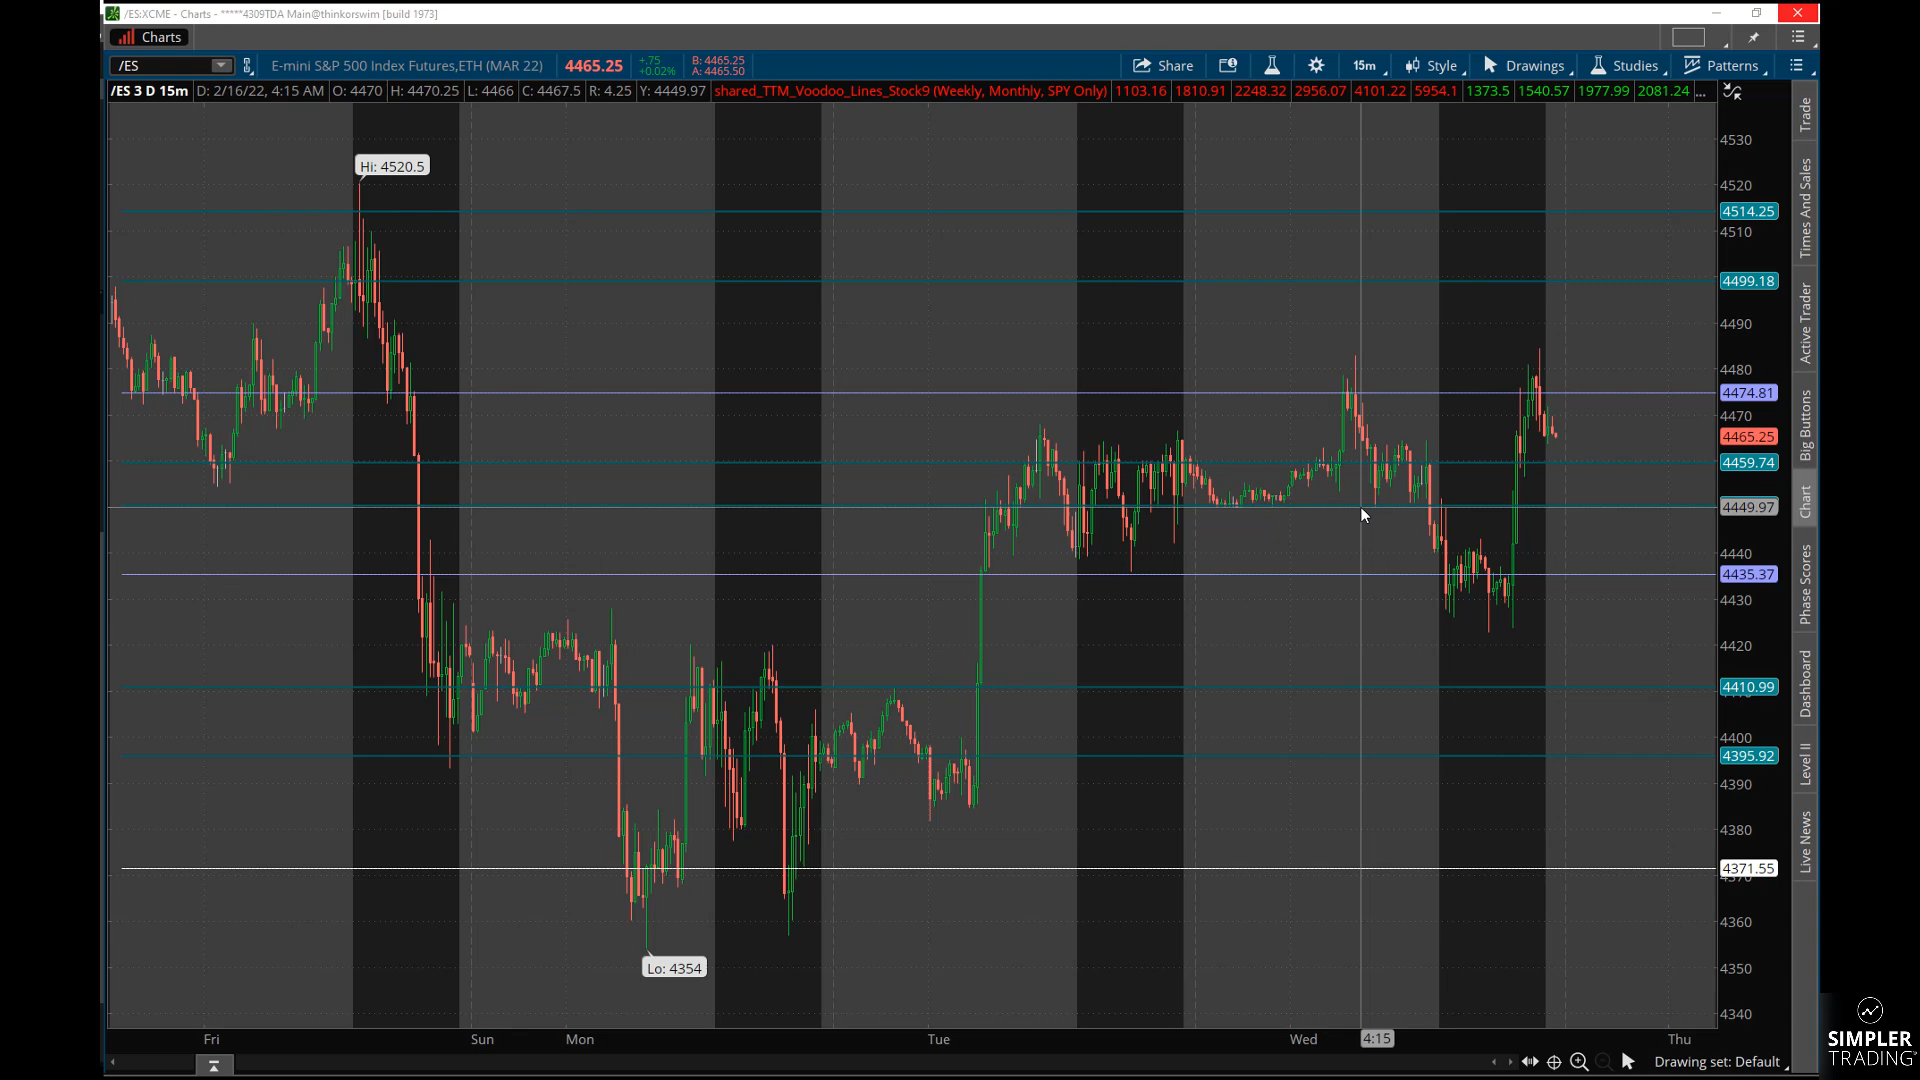 /ES:XCME - Charts - *****4309TDA Main@thinkorswim [build 1973]
Charts
/ES E-mini S&P 500 Index Futures,ETH (MAR 22) 4465.25 +.75 +0.02% B: 4465.25 A: 4465.50 Share 15m Style Drawings Studies Patterns
/ES 3 D 15m D: 2/16/22, 4:15 AM O: 4470 H: 4470.25 L: 4466 C: 4467.5 R: 4.25 Y: 4449.97 shared_TTM_Voodoo_Lines_Stock9 (Weekly, Monthly, SPY Only) 1103.16 1810.91 2248.32 2956.07 4101.22 5954.1 1373.5 1540.57 1977.99 2081.24 ...
4530
Hi: 4520.5
4520
4514.25
4510
4499.18
4490
4480
4474.81
4470
4465.25
4459.74
4449.97
4440
4435.37
4430
4420
4410.99
4400
4395.92
4390
4380
4371.55
4360
Lo: 4354
4350
4340
Fri Sun Mon Tue Wed 4:15 Thu
Drawing set: Default
Trade
Times And Sales
Active Trader
Big Buttons
Chart
Phase Scores
Dashboard
Level II
Live News
SIMPLER
TRADING